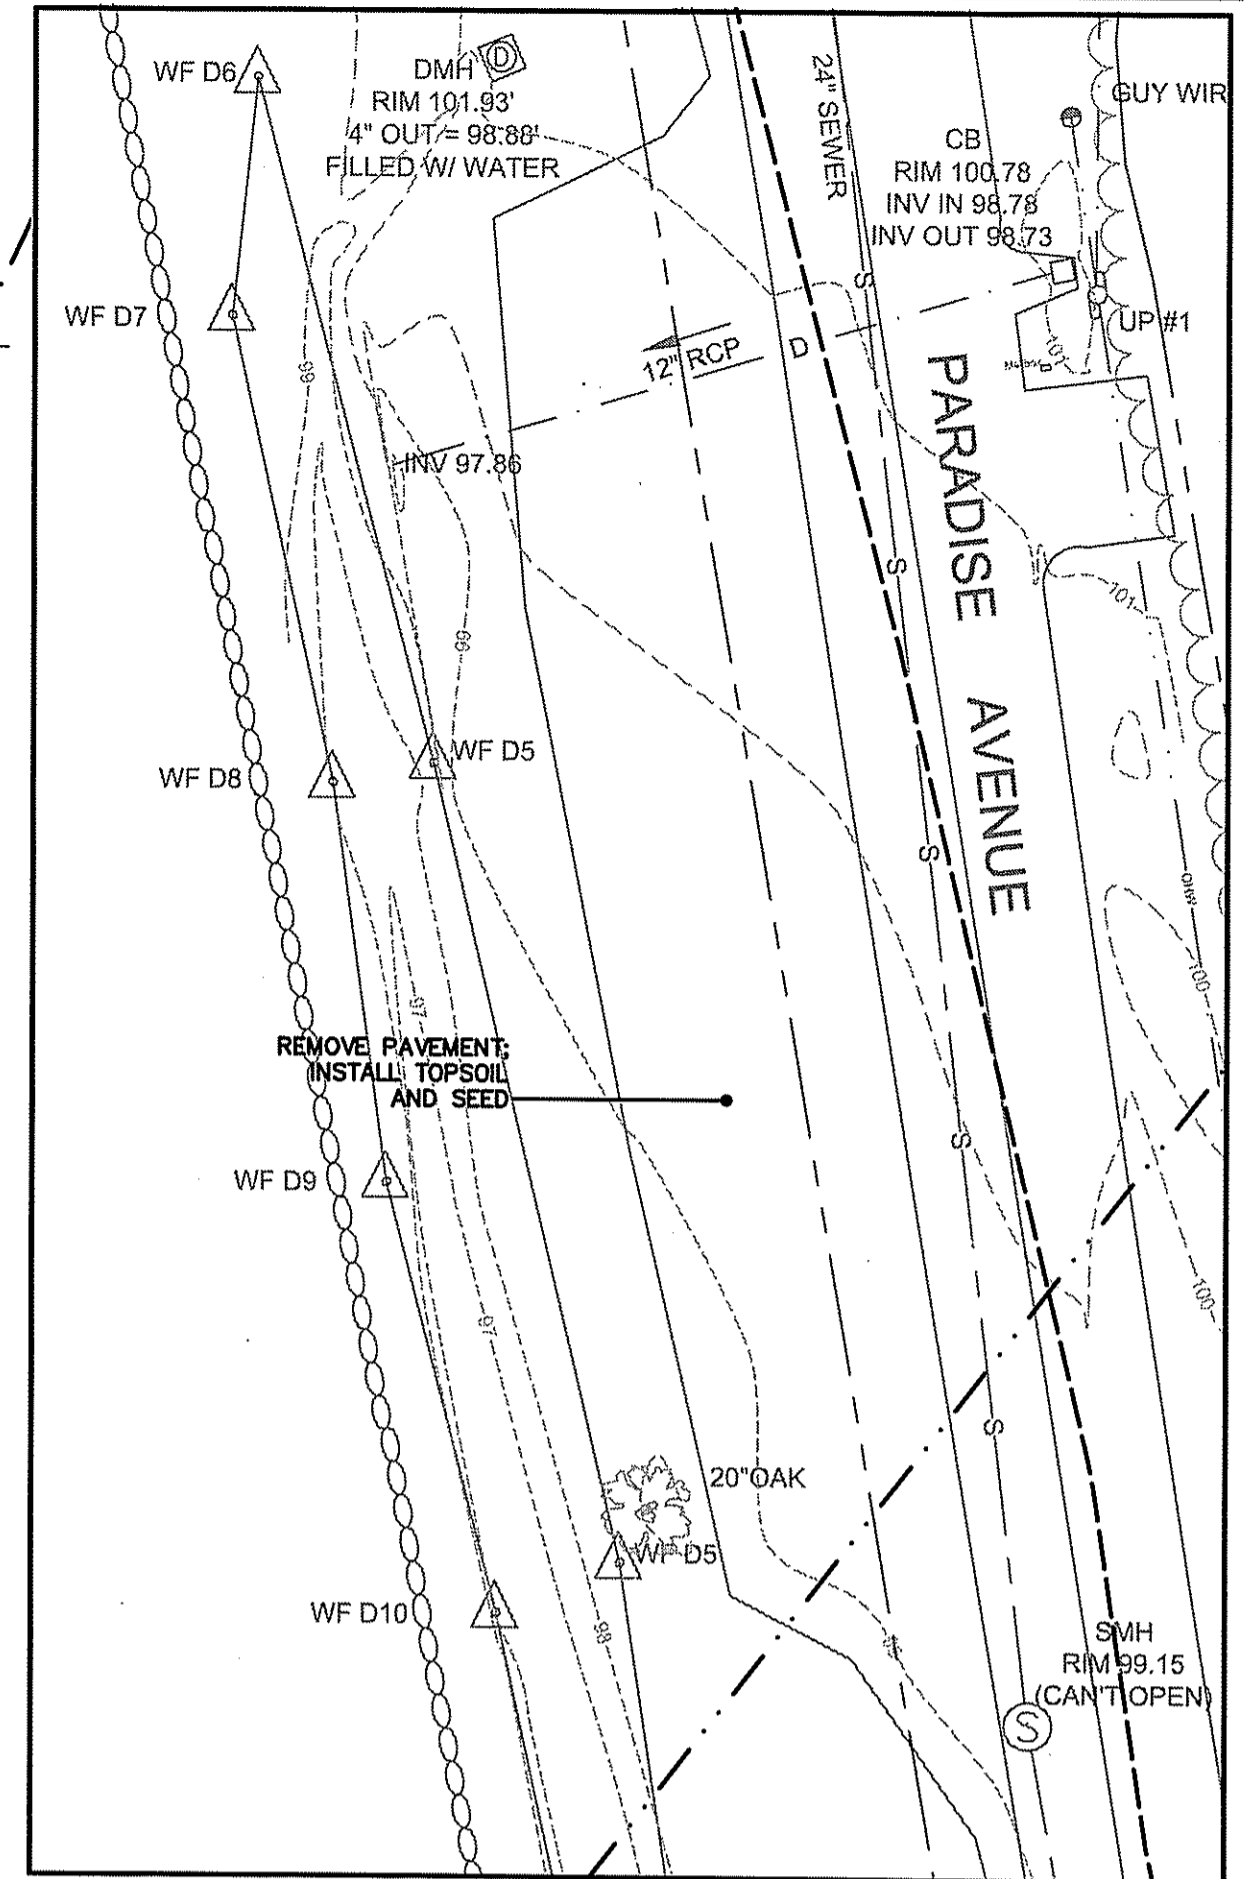 WF D6
DMH
RIM 101.93'
4" OUT = 98.88'
FILLED W/ WATER
D
24" SEWER
GUY WIR
CB
RIM 100.78
INV IN 98.78
INV OUT 98.73
S
WF D7
UP #1
12" RCP
D
101
99
PARADISE AVENUE
INV 97.86
S
101
99
WF D5
WF D8
S
OHW
100
97
REMOVE PAVEMENT;
INSTALL TOPSOIL
AND SEED
S
WF D9
100
97
S
20"OAK
WF D5
WF D10
98
SMH
RIM 99.15
(CAN'T OPEN)
S